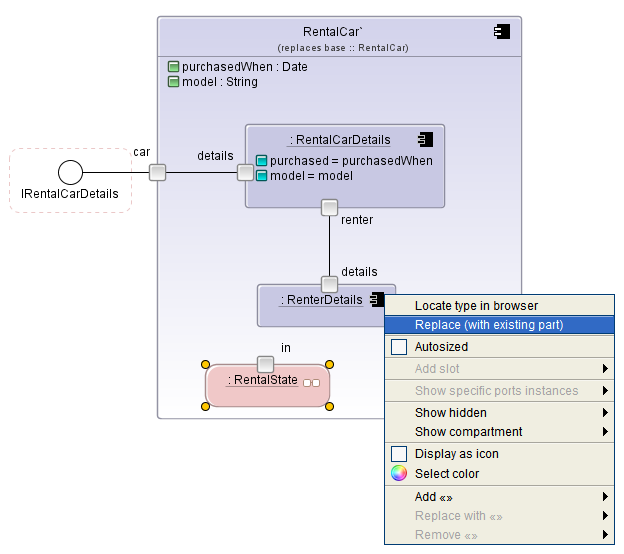 RentalCar`
(replaces base :: RentalCar)
purchasedWhen : Date
model : String
car
details
: RentalCarDetails
purchased = purchasedWhen
model = model
IRentalCarDetails
renter
details
: RenterDetails
in
: RentalState
Locate type in browser
Replace (with existing part)
Autosized
Add slot
Show specific ports instances
Show hidden
Show compartment
Display as icon
Select color
Add «»
Replace with «»
Remove «»